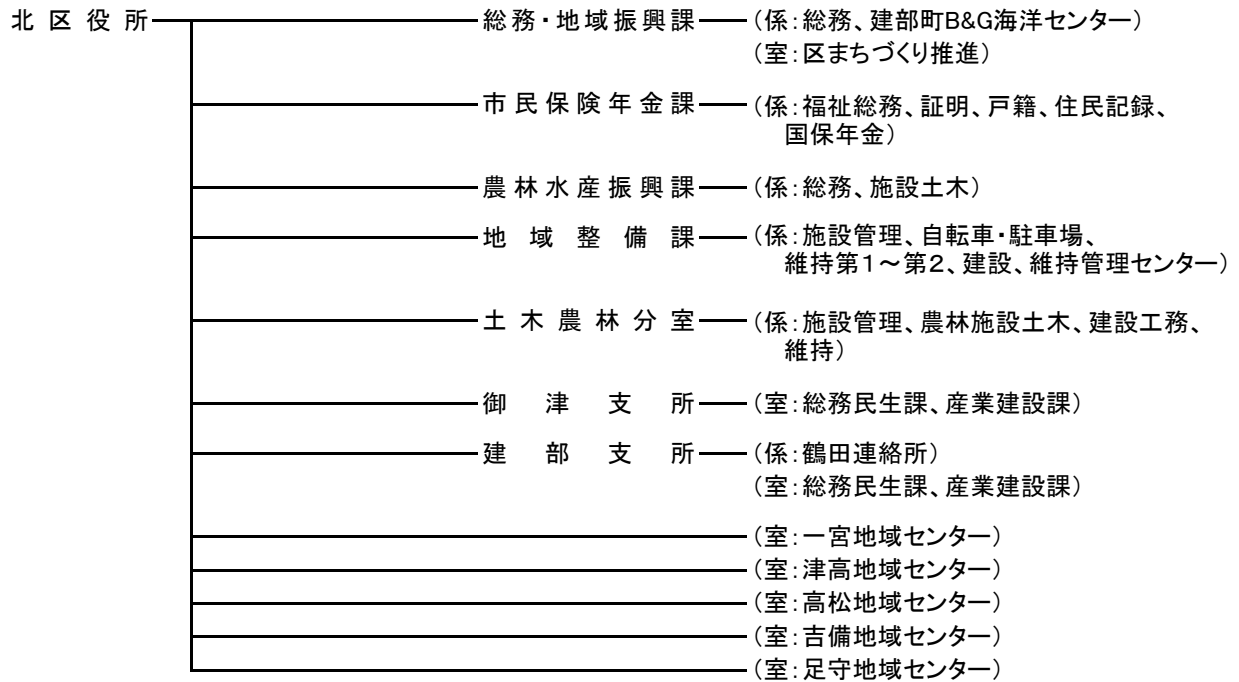 北区役所 総務・地域振興課 (係:総務、建部町B&G海洋センター)
(室:区まちづくり推進)
市民保険年金課 (係:福祉総務、証明、戸籍、住民記録、
国保年金)
農林水産振興課 (係:総務、施設土木)
地域整備課 (係:施設管理、自転車・駐車場、
維持第1～第2、建設、維持管理センター)
土木農林分室 (係:施設管理、農林施設土木、建設工務、
維持)
御津支所 (室:総務民生課、産業建設課)
建部支所 (係:鶴田連絡所)
(室:総務民生課、産業建設課)
(室:一宮地域センター)
(室:津高地域センター)
(室:高松地域センター)
(室:吉備地域センター)
(室:足守地域センター)